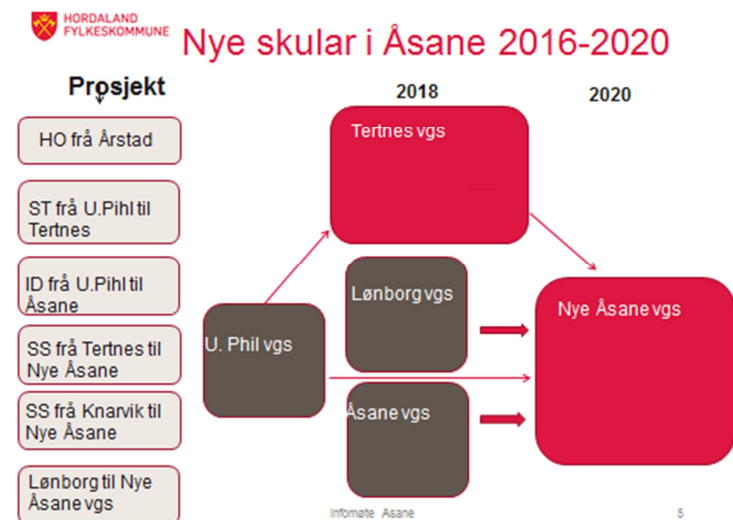 HORDALAND
FYLKESKOMMUNE
Nye skular i Åsane 2016-2020
Prosjekt
2018
2020
HO frå Årstad
ST frå U.Pihl til
Tertnes
ID frå U.Pihl til
Åsane
SS frå Tertnes til
Nye Åsane
SS frå Knarvik til
Nye Åsane
Lønborg til Nye
Åsane vgs
Tertnes vgs
U. Phil vgs
Lønborg vgs
Åsane vgs
Nye Åsane vgs
Infomøte Åsane
5